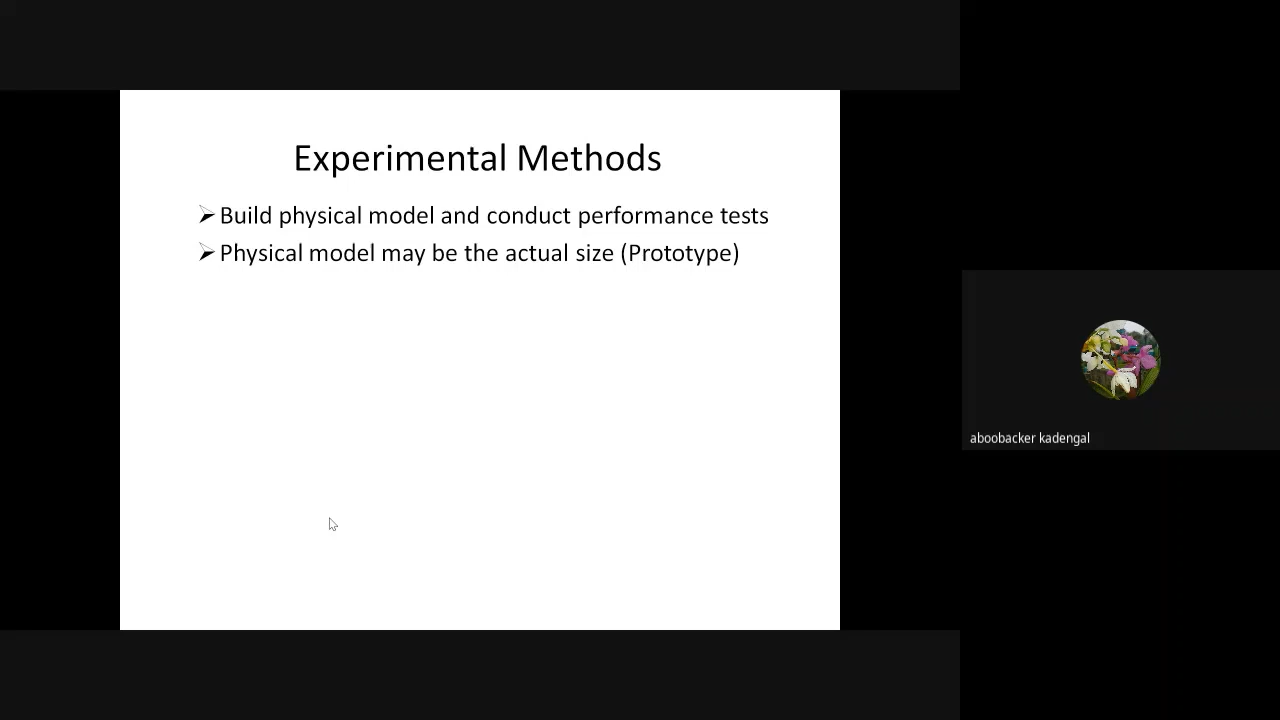 Experimental Methods
➢Build physical model and conduct performance tests
➢Physical model may be the actual size (Prototype)
aboobacker kadengal